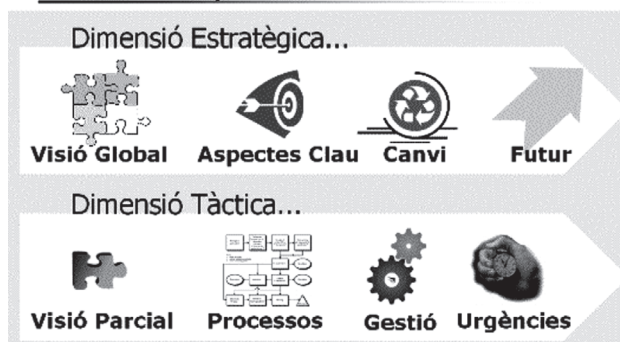 Dimensió Estratègica...
Visió Global Aspectes Clau Canvi Futur
Dimensió Tàctica...
Visió Parcial Processos Gestió Urgències